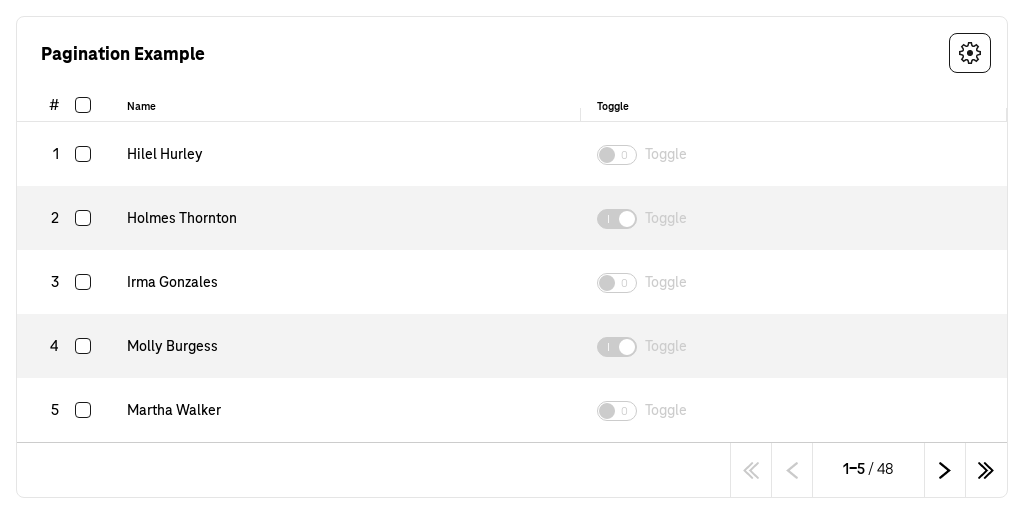 Pagination Example
# Name Toggle
1 Hilel Hurley 0 Toggle
2 Holmes Thornton I Toggle
3 Irma Gonzales 0 Toggle
4 Molly Burgess I Toggle
5 Martha Walker 0 Toggle
1–5 / 48